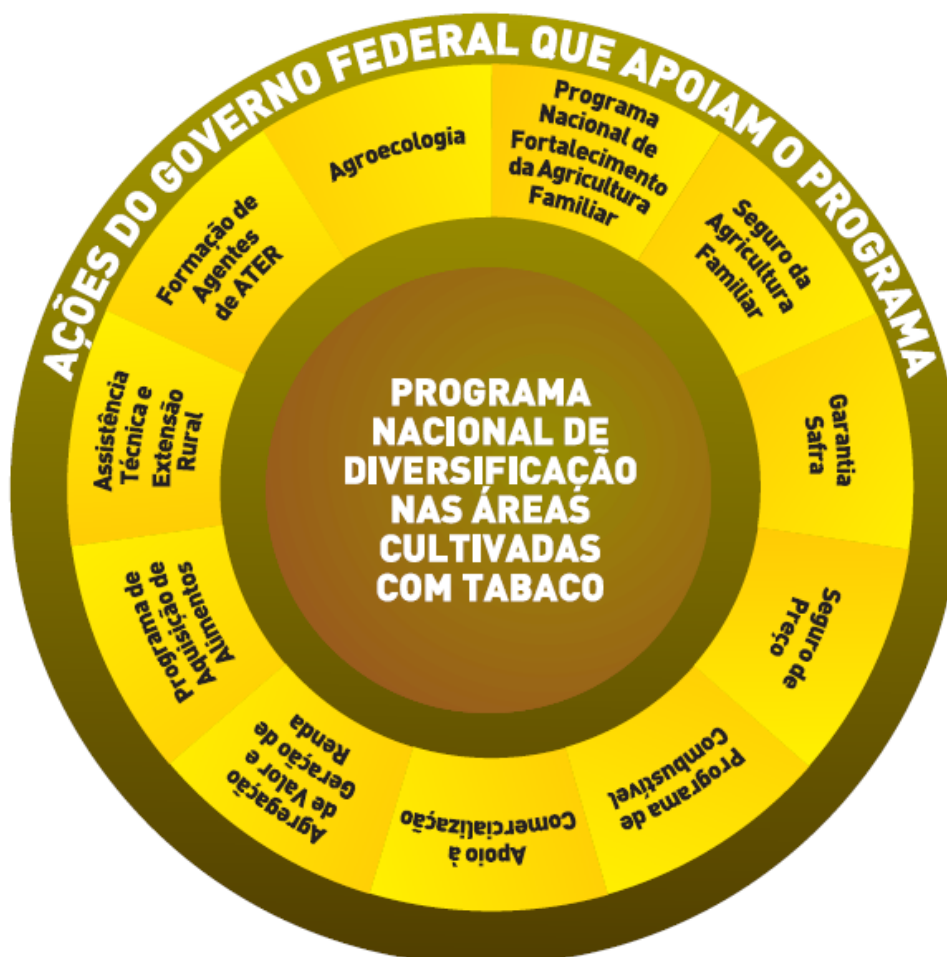 AÇÕES DO GOVERNO FEDERAL QUE APOIAM O PROGRAMA
Programa
Nacional de
Fortalecimento
da Agricultura
Familiar
Seguro da
Agricultura
Familiar
Garantia
Safra
Seguro de
Preço
Programa de
Combustível
Apoio à
Comercialização
Agregação
de Valor e
Geração de
Renda
Programa de
Aquisição de
Alimentos
Assistência
Técnica e
Extensão
Rural
Formação de
Agentes
de ATER
Agroecologia
PROGRAMA
NACIONAL DE
DIVERSIFICAÇÃO
NAS ÁREAS
CULTIVADAS
COM TABACO